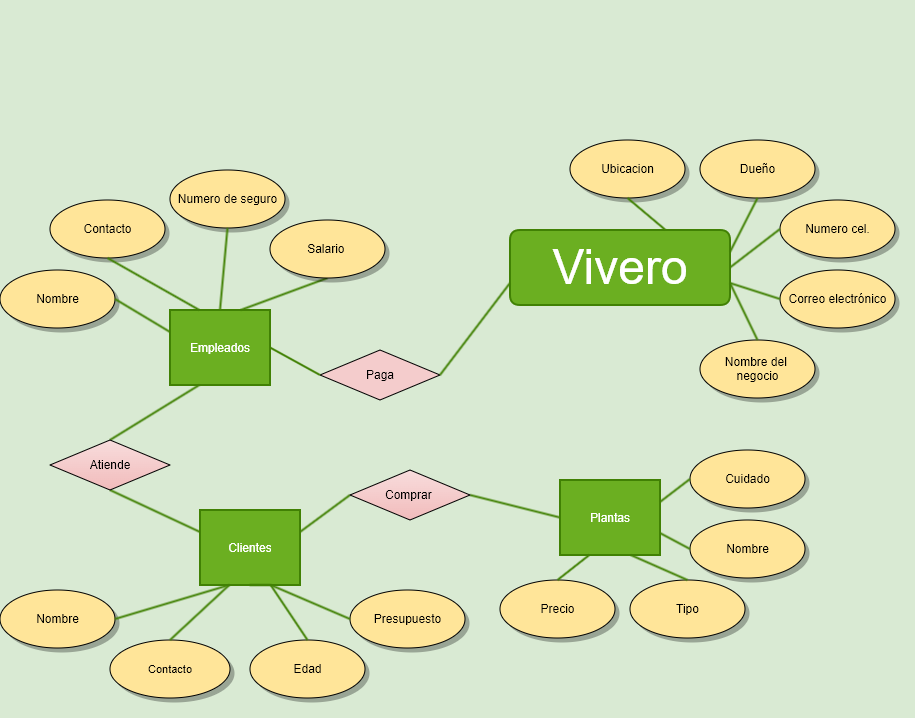 Ubicacion
Dueño
Numero de seguro
Contacto
Numero cel.
Salario
Vivero
Nombre
Correo electrónico
Empleados
Paga
Nombre del
negocio
Atiende
Cuidado
Comprar
Plantas
Clientes
Nombre
Precio
Tipo
Nombre
Presupuesto
Contacto
Edad